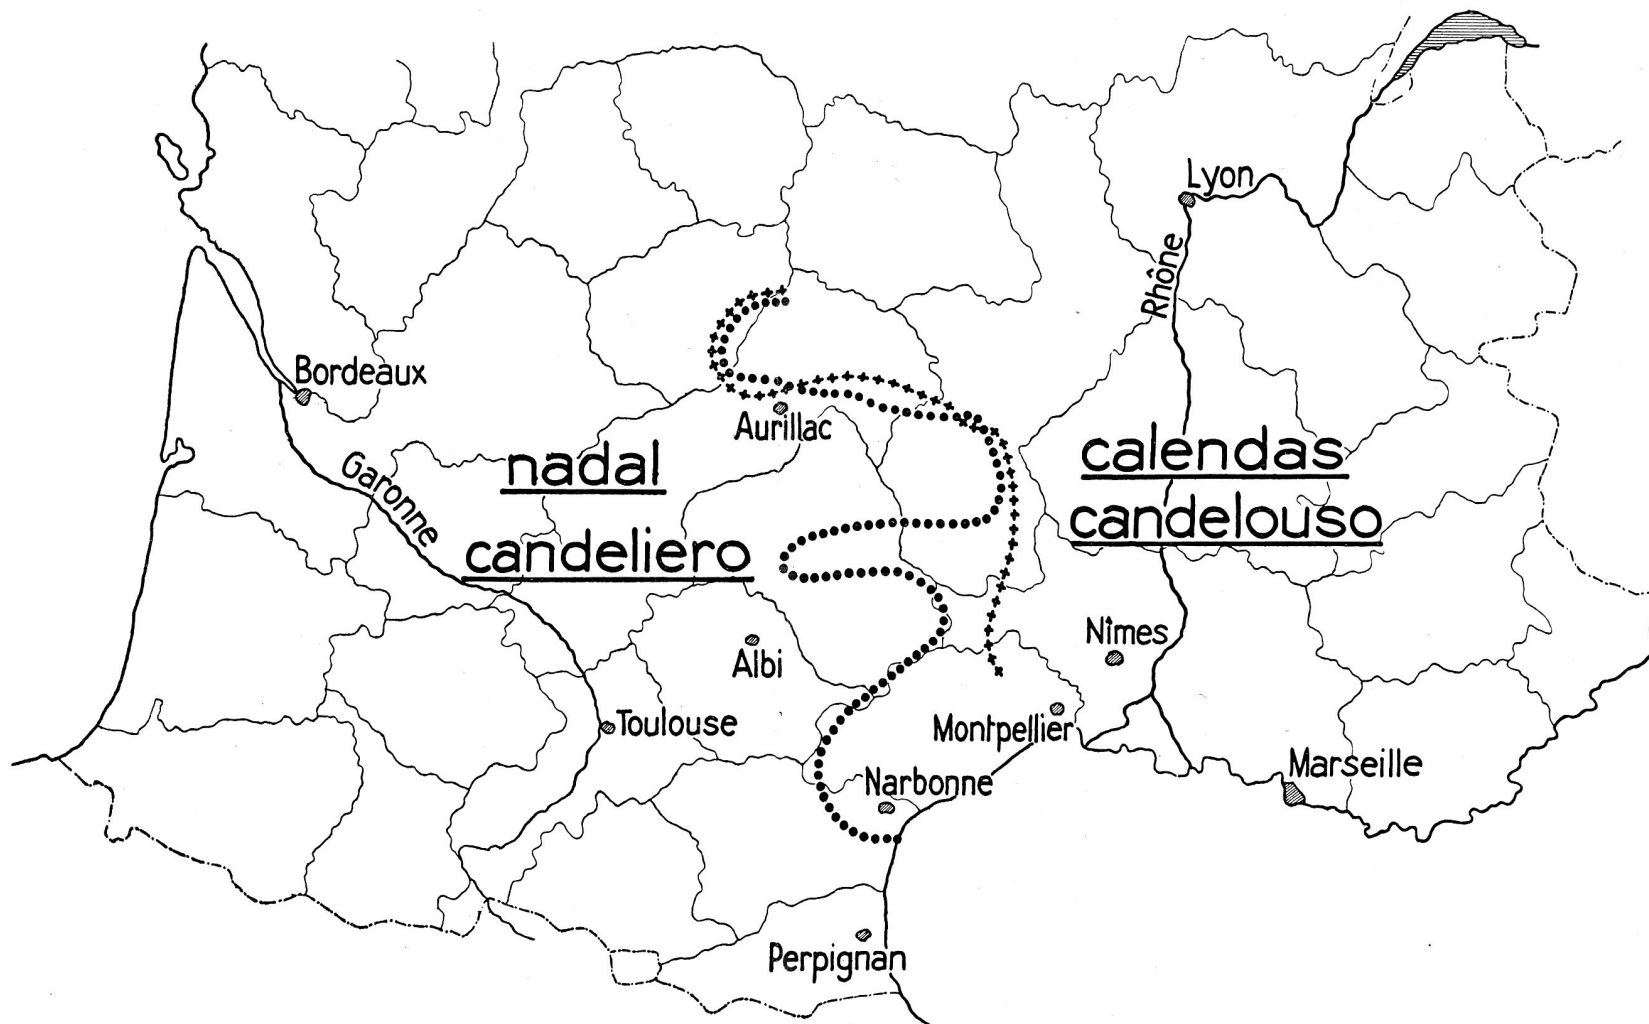 Lyon
Rhône
Bordeaux
Aurillac
Garonne
nadal
calendas
candeliero
candelouso
Albi
Nîmes
Toulouse
Montpellier
Narbonne
Marseille
Perpignan